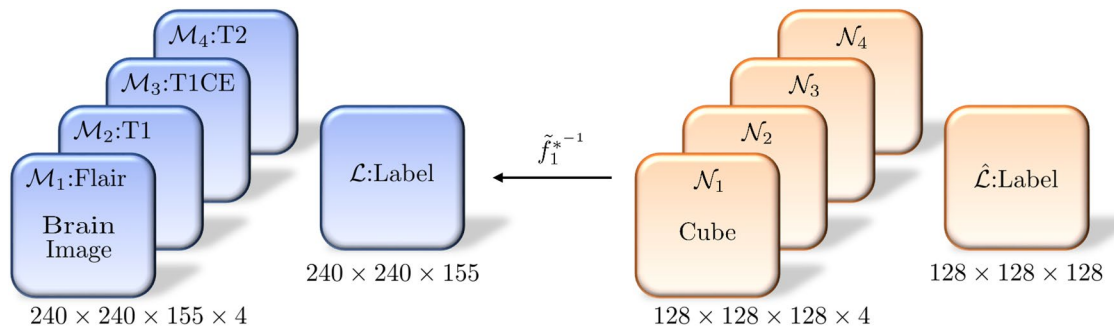 M₄:T2
M₃:T1CE
M₂:T1
M₁:Flair
Brain
Image
240 × 240 × 155 × 4
L:Label
240 × 240 × 155
f̃₁*⁻¹
N₄
N₃
N₂
N₁
Cube
128 × 128 × 128 × 4
L̂:Label
128 × 128 × 128